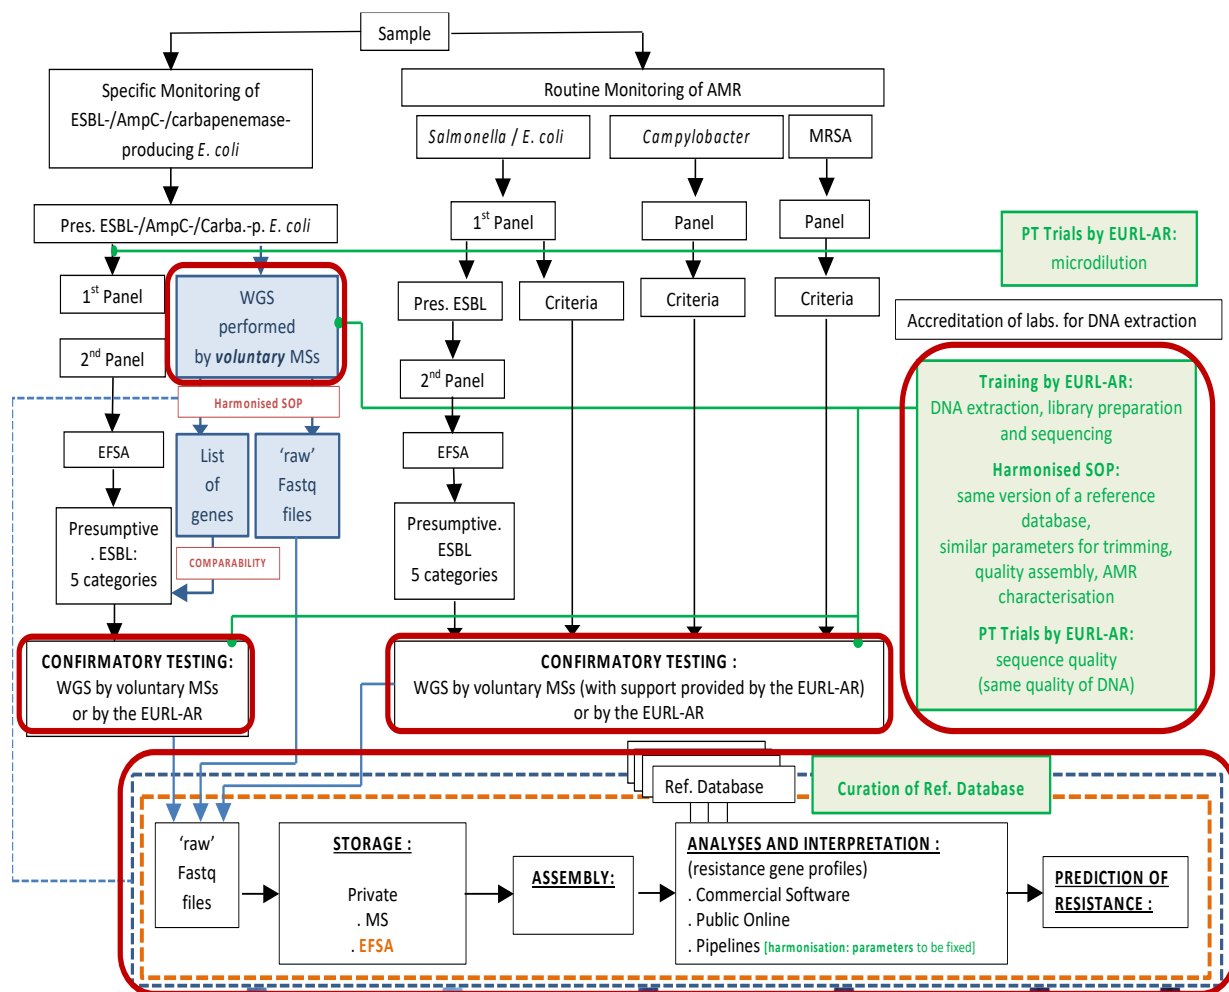 Sample
Specific Monitoring of
ESBL-/AmpC-/carbapenemase-
producing E. coli
Routine Monitoring of AMR
Salmonella / E. coli
Campylobacter
MRSA
Pres. ESBL-/AmpC-/Carba.-p. E. coli
1st Panel
Panel
Panel
PT Trials by EURL-AR:
microdilution
1st Panel
WGS
performed
by voluntary MSs
Pres. ESBL
Criteria
Criteria
Criteria
Accreditation of labs. for DNA extraction
2nd Panel
2nd Panel
Harmonised SOP
Training by EURL-AR:
DNA extraction, library preparation
and sequencing
Harmonised SOP:
same version of a reference
database,
similar parameters for trimming,
quality assembly, AMR
characterisation
PT Trials by EURL-AR:
sequence quality
(same quality of DNA)
EFSA
List
of
genes
'raw'
Fastq
files
EFSA
Presumptive
. ESBL:
5 categories
COMPARABILITY
Presumptive.
ESBL
5 categories
CONFIRMATORY TESTING:
WGS by voluntary MSs
or by the EURL-AR
CONFIRMATORY TESTING :
WGS by voluntary MSs (with support provided by the EURL-AR)
or by the EURL-AR
Ref. Database
Curation of Ref. Database
'raw'
Fastq
files
STORAGE :
Private
. MS
. EFSA
ASSEMBLY:
ANALYSES AND INTERPRETATION :
(resistance gene profiles)
. Commercial Software
. Public Online
. Pipelines [harmonisation: parameters to be fixed]
PREDICTION OF
RESISTANCE :